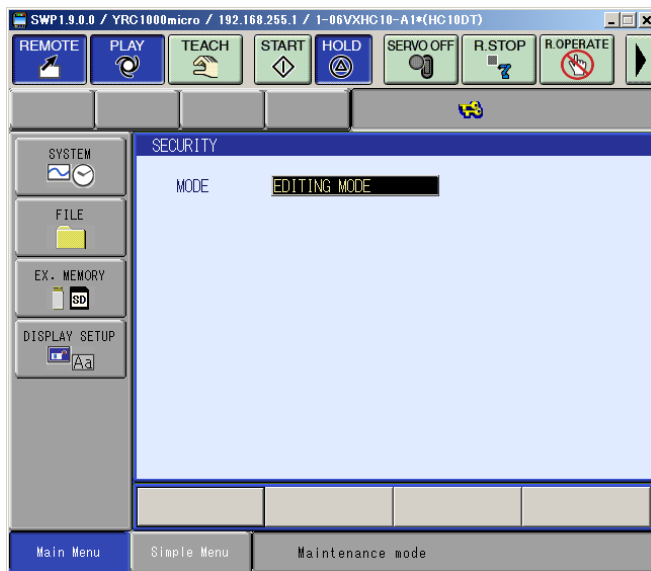 SWP1.9.0.0 / YRC1000micro / 192.168.255.1 / 1-06VXHC10-A1*(HC10DT)
REMOTE
PLAY
TEACH
START
HOLD
SERVO OFF
R.STOP
R.OPERATE
SYSTEM
FILE
EX. MEMORY
SD
DISPLAY SETUP
Aa
SECURITY
MODE EDITING MODE
Main Menu
Simple Menu
Maintenance mode